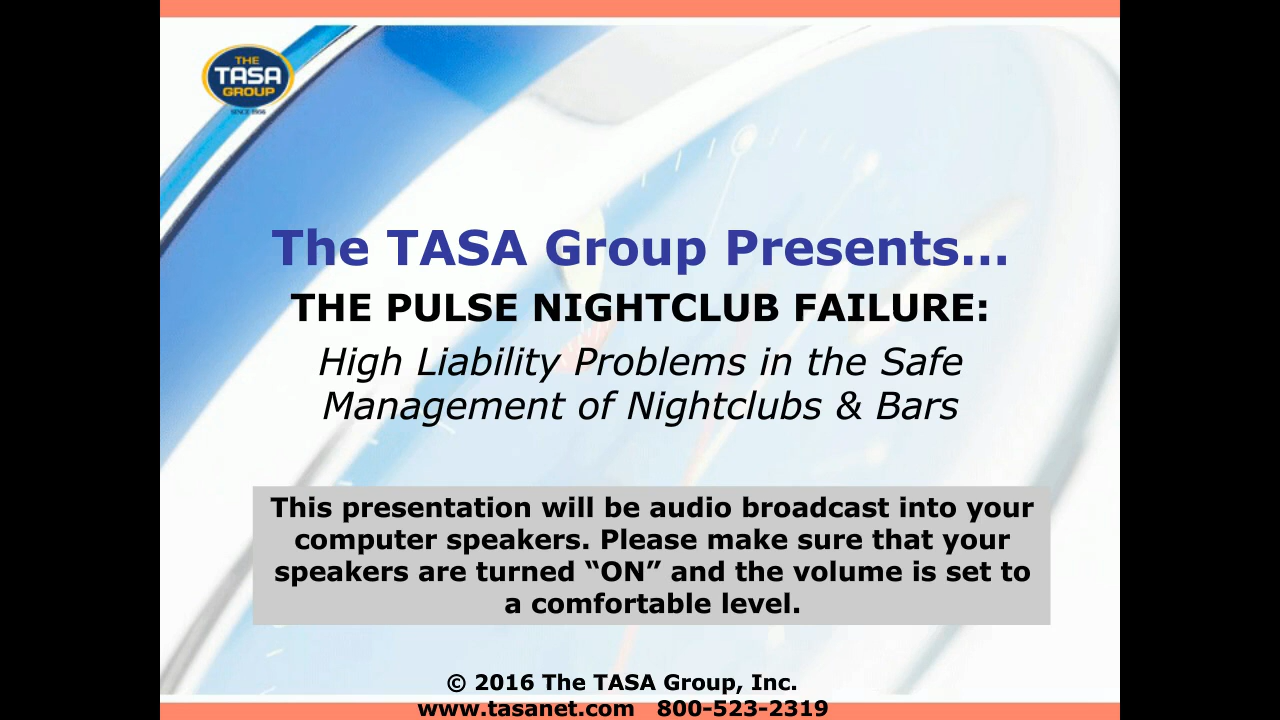 THE
TASA
GROUP
SINCE 1956
The TASA Group Presents...
THE PULSE NIGHTCLUB FAILURE:
High Liability Problems in the Safe
Management of Nightclubs & Bars
This presentation will be audio broadcast into your
computer speakers. Please make sure that your
speakers are turned “ON” and the volume is set to
a comfortable level.
© 2016 The TASA Group, Inc.
www.tasanet.com 800-523-2319